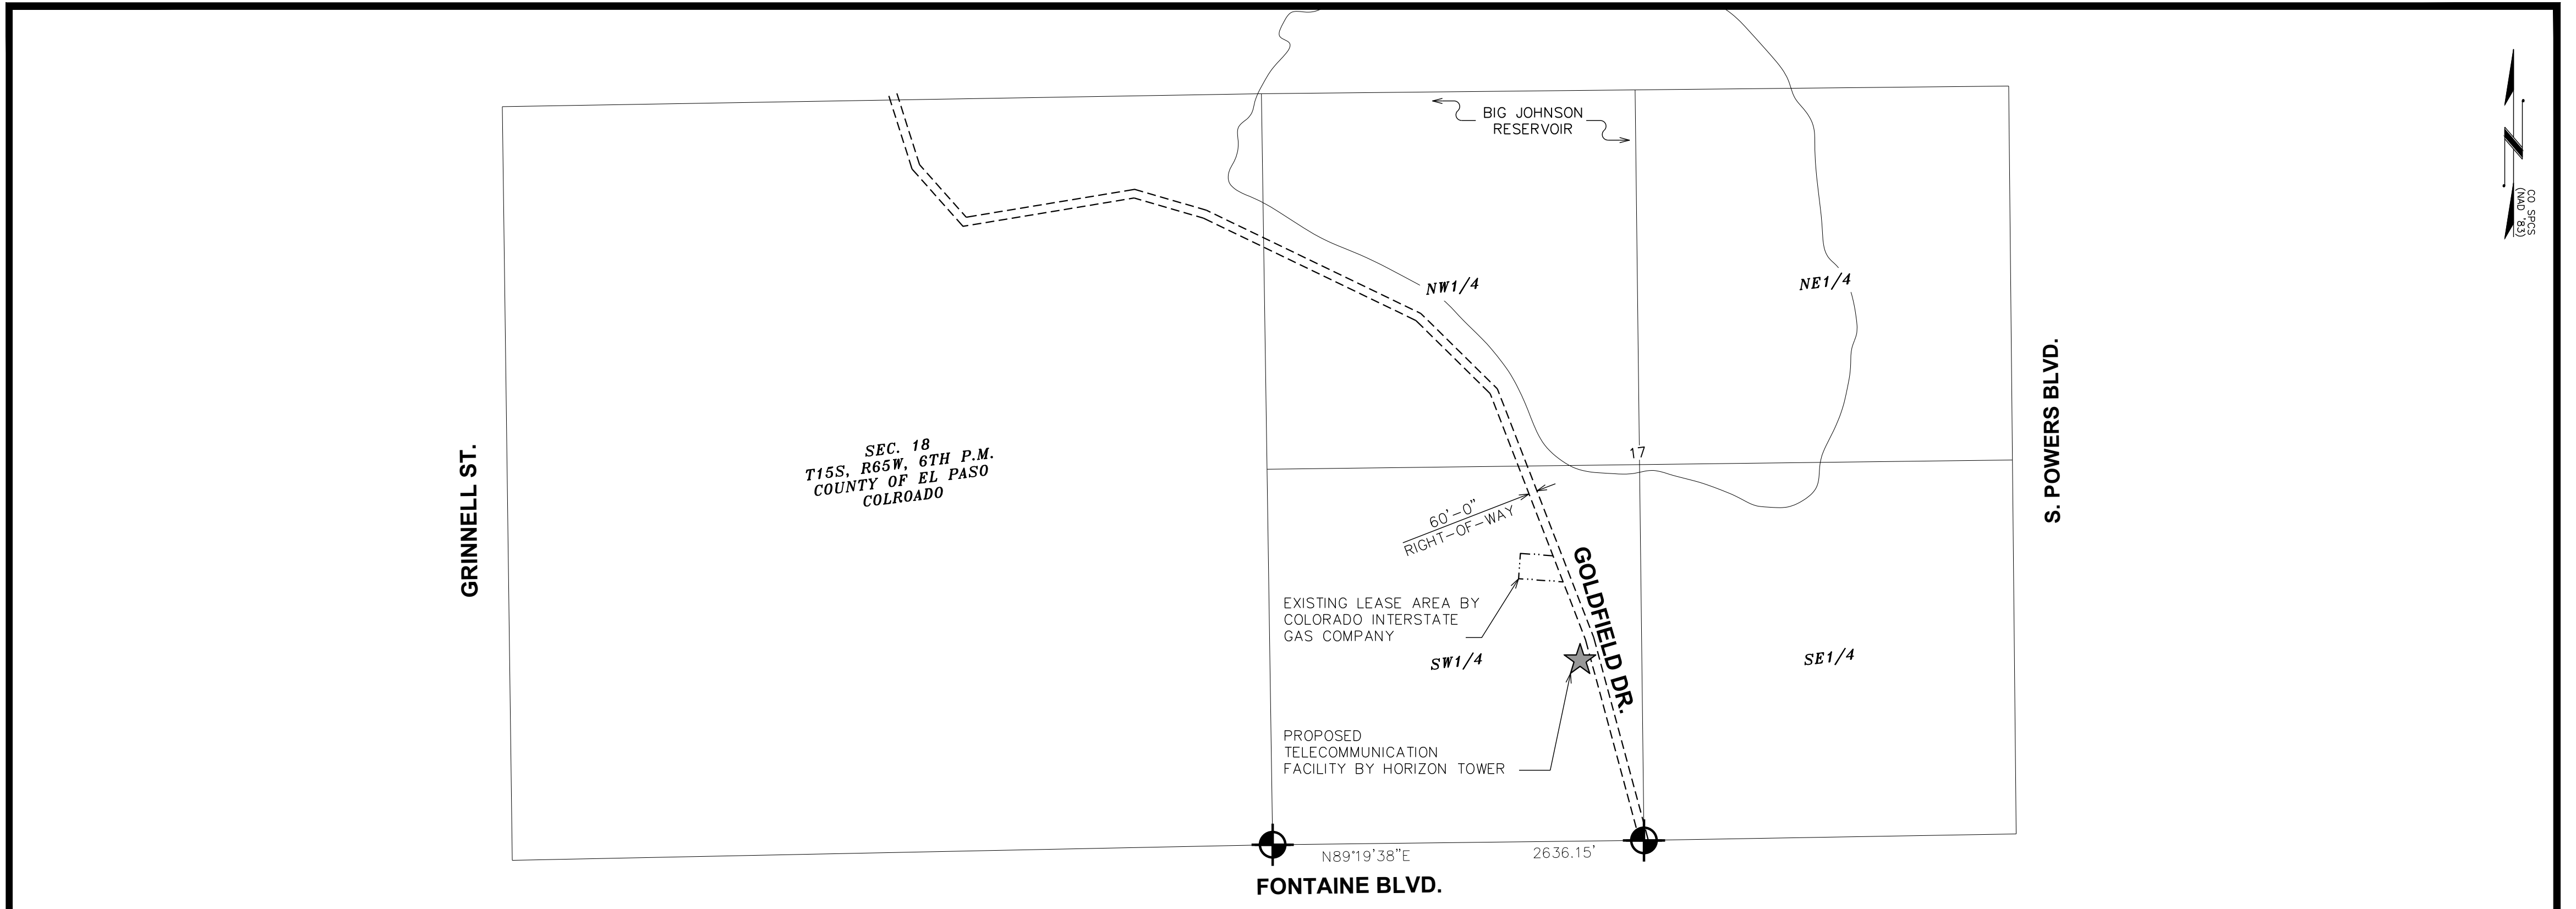 BIG JOHNSON
RESERVOIR
CO SPCS
(NAD '83)
NW1/4
NE1/4
GRINNELL ST.
SEC. 18
T15S, R65W, 6TH P.M.
COUNTY OF EL PASO
COLROADO
17
S. POWERS BLVD.
60'-0"
RIGHT-OF-WAY
GOLDFIELD DR.
EXISTING LEASE AREA BY
COLORADO INTERSTATE
GAS COMPANY
SW1/4
SE1/4
PROPOSED
TELECOMMUNICATION
FACILITY BY HORIZON TOWER
N89°19'38"E
2636.15'
FONTAINE BLVD.